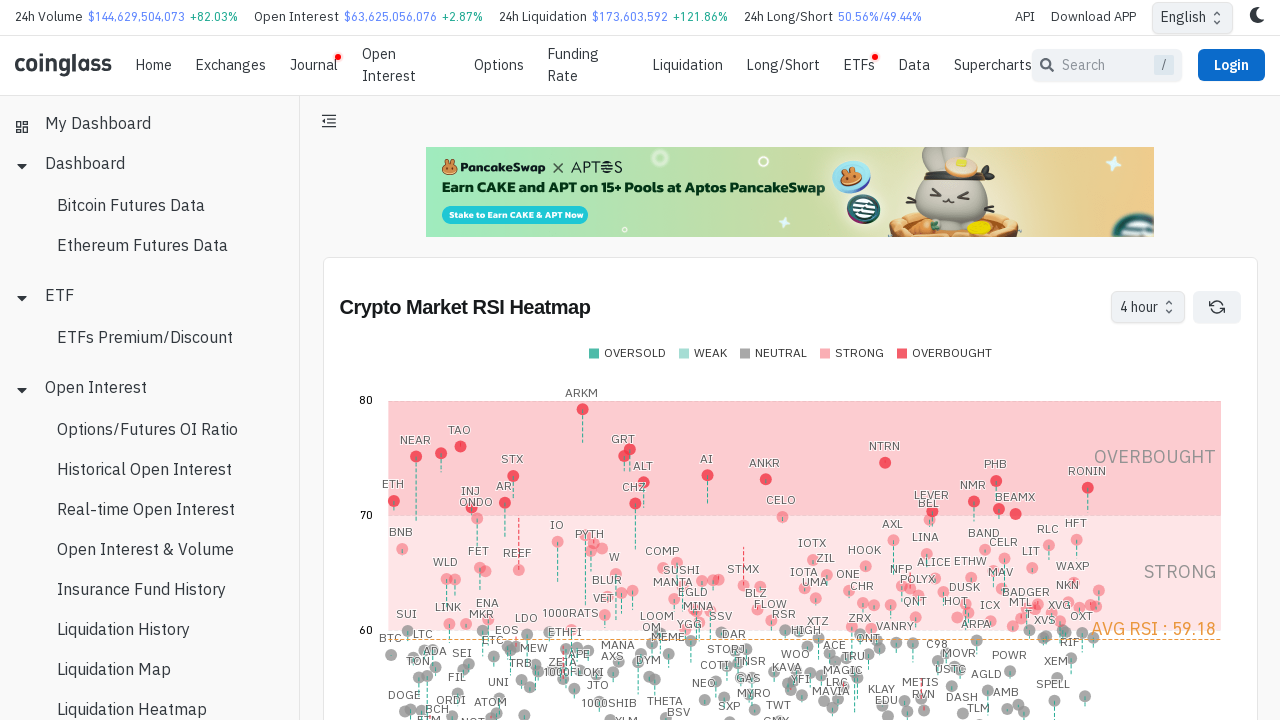 24h Volume $144,629,504,073 +82.03% Open Interest $63,625,056,076 +2.87% 24h Liquidation $173,603,592 +121.86% 24h Long/Short 50.56%/49.44% API Download APP English
coinglass Home Exchanges Journal Open Interest Options Funding Rate Liquidation Long/Short ETFs Data Supercharts Search / Login
My Dashboard
Dashboard
Bitcoin Futures Data
Ethereum Futures Data
ETF
ETFs Premium/Discount
Open Interest
Options/Futures OI Ratio
Historical Open Interest
Real-time Open Interest
Open Interest & Volume
Insurance Fund History
Liquidation History
Liquidation Map
Liquidation Heatmap
PancakeSwap X APTOS
Earn CAKE and APT on 15+ Pools at Aptos PancakeSwap
Stake to Earn CAKE & APT Now
Crypto Market RSI Heatmap
4 hour
OVERSOLD WEAK NEUTRAL STRONG OVERBOUGHT
80
ARKM
NEAR TAO GRT NTRN
OVERBOUGHT
STX ALT AI ANKR PHB RONIN
ETH INJ AR CHZ NMR
ONDO CELO LEVER BEAMX
BEL
70
BNB IO PYTH AXL BAND RLC HFT
FET REEF COMP IOTX HOOK LINA CELR LIT
WLD W SUSHI STMX IOTA ZIL NFP ALICE ETHW MAV WAXP
STRONG
BLUR MANTA UMA ONE CHR POLYX DUSK NKN
LINK ENA VET EGLD BLZ QNT HOT BADGER
SUI MKR LDO 1000RATS LOOM MINA SSV FLOW RSR XTZ ZRX VANRY ARPA ICX MTL XVG XVS OXT
60
AVG RSI : 59.18
BTC LTC ETC EOS ETHFI OM MEME YGG DAR HIGH ONT C98 RIF
TON ADA SEI MEW TRB ZETA APE MANA AXS DYM STORJ COTI TNSR WOO KAVA ACE TRU MOVR USTC POWR XEM
FIL UNI 1000FLOKI JTO NEO GAS YFI MAGIC LRC METIS AGLD SPELL
DOGE ORDI ATOM 1000SHIB THETA MYRO MAVIA KLAY RVN DASH AMB
BCH BSV SXP TWT EDU TLM